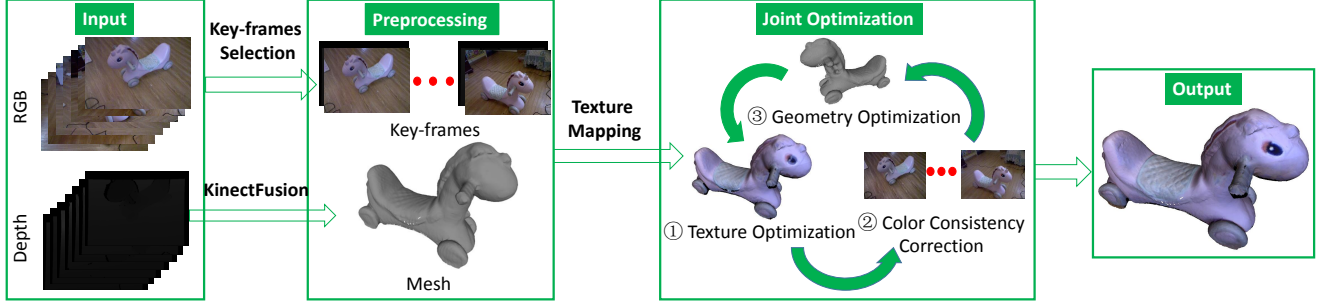 Input
RGB
Depth
Key-frames
Selection
KinectFusion
Preprocessing
Key-frames
Mesh
Texture
Mapping
Joint Optimization
③ Geometry Optimization
① Texture Optimization
② Color Consistency
Correction
Output